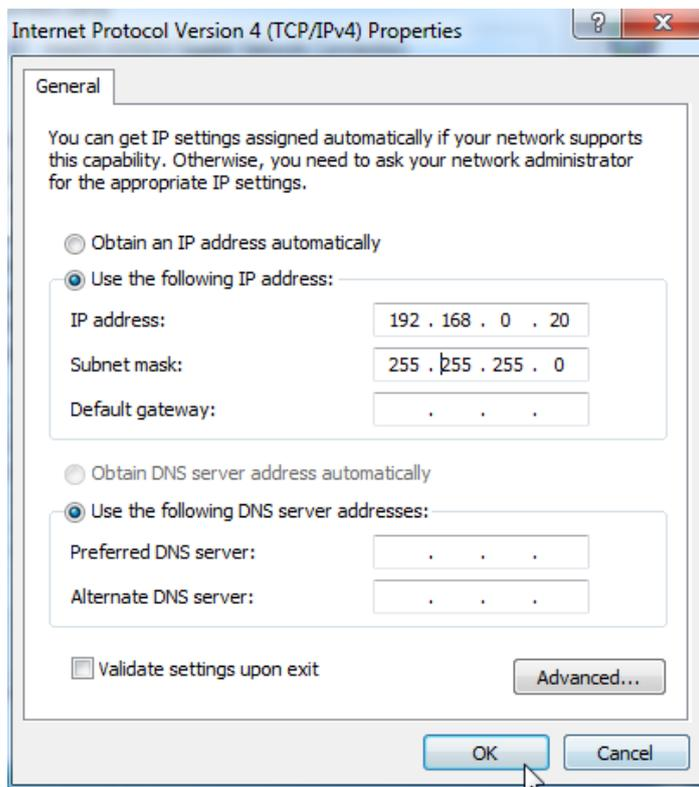 Internet Protocol Version 4 (TCP/IPv4) Properties
General
You can get IP settings assigned automatically if your network supports
this capability. Otherwise, you need to ask your network administrator
for the appropriate IP settings.
Obtain an IP address automatically
Use the following IP address:
IP address: 192 . 168 . 0 . 20
Subnet mask: 255 . 255 . 255 . 0
Default gateway: . . .
Obtain DNS server address automatically
Use the following DNS server addresses:
Preferred DNS server: . . .
Alternate DNS server: . . .
Validate settings upon exit
Advanced...
OK Cancel